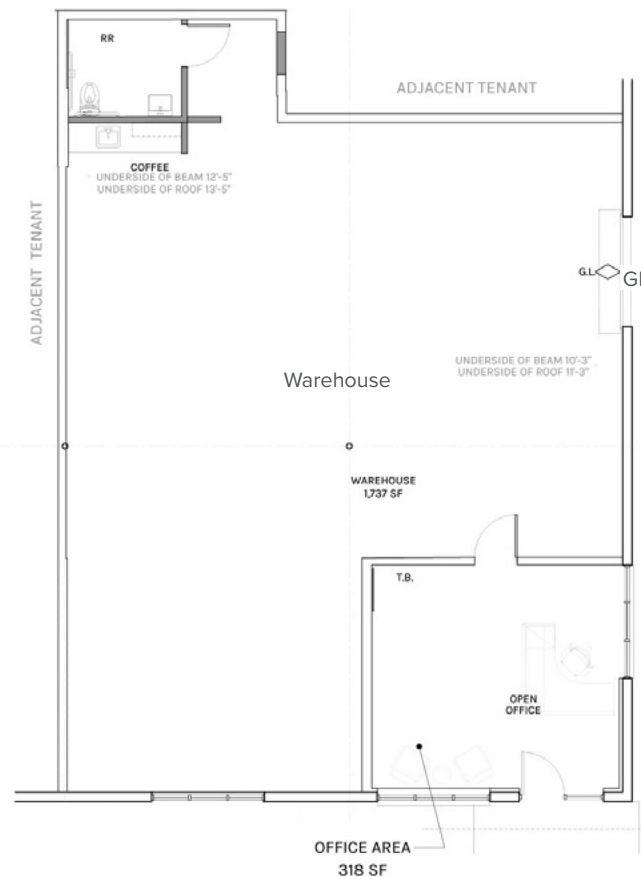 RR
ADJACENT TENANT
COFFEE
UNDERSIDE OF BEAM 12'-5"
UNDERSIDE OF ROOF 13'-5"
ADJACENT TENANT
G.L.
Gl
UNDERSIDE OF BEAM 10'-3"
UNDERSIDE OF ROOF 11'-3"
Warehouse
WAREHOUSE
1,737 SF
T.B.
OPEN
OFFICE
OFFICE AREA
318 SF